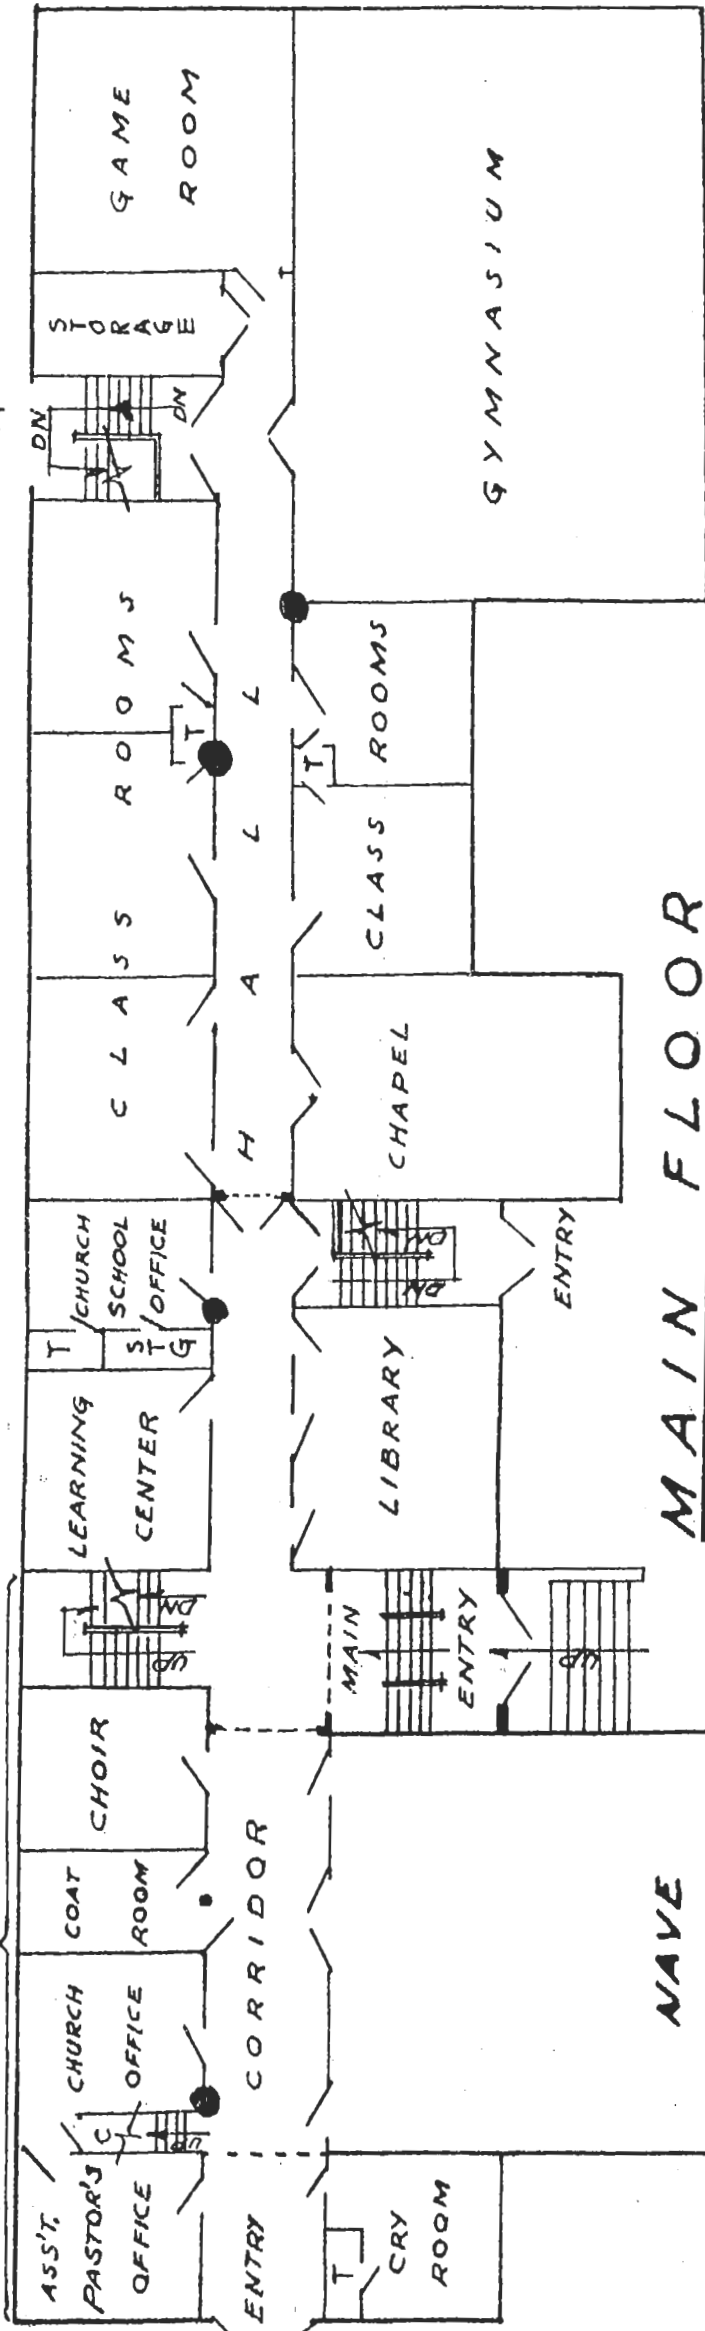 GAME
ROOM
STORAGE
DN
DN
GYMNASIUM
CLASS ROOMS
T
HALL
T
CLASS ROOMS
CHAPEL
CHURCH
SCHOOL
OFFICE
T
STG
DN
DN
ENTRY
LEARNING
CENTER
LIBRARY
DN
UP
MAIN
ENTRY
UP
CHOIR
COAT
ROOM
CORRIDOR
CHURCH
OFFICE
C
UP
NAVE
ASS'T.
PASTOR'S
OFFICE
ENTRY
T
CRY
ROOM
MAIN FLOOR